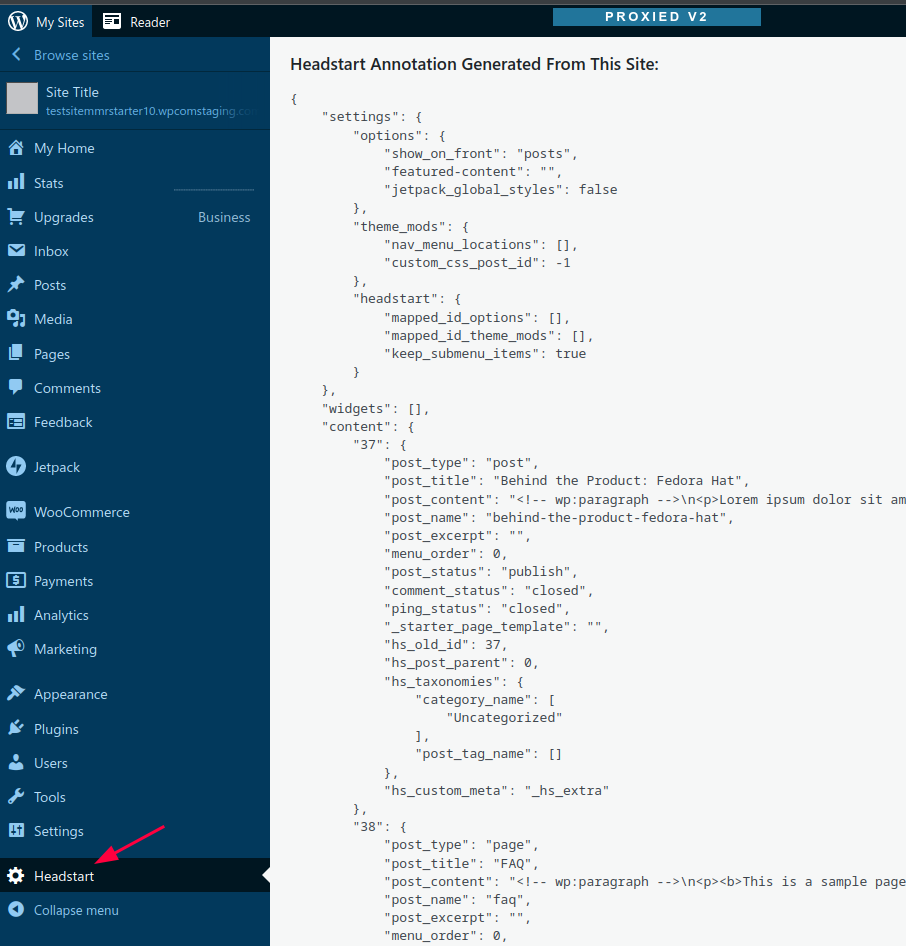 My Sites
Reader
PROXIED V2
Browse sites
Site Title
testsitemmrstarter10.wpcomstaging.co
My Home
Stats
Upgrades Business
Inbox
Posts
Media
Pages
Comments
Feedback
Jetpack
WOO
WooCommerce
Products
Payments
Analytics
Marketing
Appearance
Plugins
Users
Tools
Settings
Headstart
Collapse menu
Headstart Annotation Generated From This Site:
{
"settings": {
"options": {
"show_on_front": "posts",
"featured-content": "",
"jetpack_global_styles": false
},
"theme_mods": {
"nav_menu_locations": [],
"custom_css_post_id": -1
},
"headstart": {
"mapped_id_options": [],
"mapped_id_theme_mods": [],
"keep_submenu_items": true
}
},
"widgets": [],
"content": {
"37": {
"post_type": "post",
"post_title": "Behind the Product: Fedora Hat",
"post_content": "<!-- wp:paragraph -->\n<p>Lorem ipsum dolor sit am
"post_name": "behind-the-product-fedora-hat",
"post_excerpt": "",
"menu_order": 0,
"post_status": "publish",
"comment_status": "closed",
"ping_status": "closed",
"_starter_page_template": "",
"hs_old_id": 37,
"hs_post_parent": 0,
"hs_taxonomies": {
"category_name": [
"Uncategorized"
],
"post_tag_name": []
},
"hs_custom_meta": "_hs_extra"
},
"38": {
"post_type": "page",
"post_title": "FAQ",
"post_content": "<!-- wp:paragraph -->\n<p><b>This is a sample page
"post_name": "faq",
"post_excerpt": "",
"menu_order": 0,